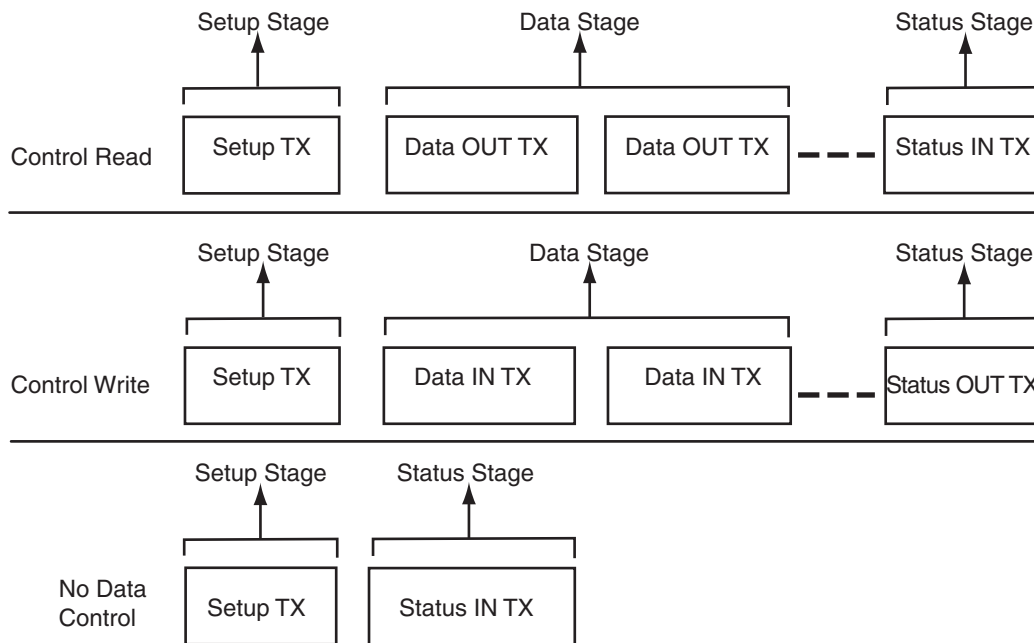 Setup Stage
Data Stage
Status Stage
Control Read
Setup TX
Data OUT TX
Data OUT TX
Status IN TX
Setup Stage
Data Stage
Status Stage
Control Write
Setup TX
Data IN TX
Data IN TX
Status OUT TX
Setup Stage
Status Stage
No Data
Control
Setup TX
Status IN TX